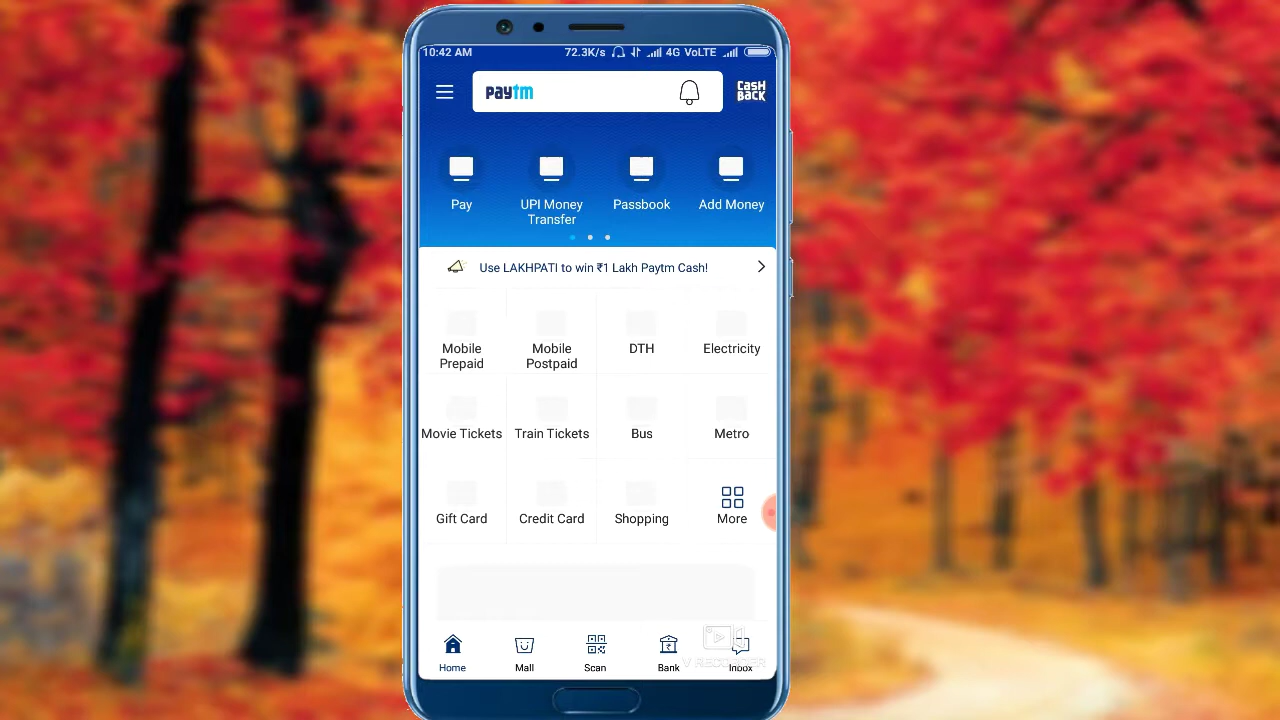 10:42 AM 72.3K/s 4G VoLTE
paytm
CASH BACK
Pay
UPI Money Transfer
Passbook
Add Money
Use LAKHPATI to win ₹1 Lakh Paytm Cash!
Mobile Prepaid
Mobile Postpaid
DTH
Electricity
Movie Tickets
Train Tickets
Bus
Metro
Gift Card
Credit Card
Shopping
More
Home
Mall
Scan
Bank
Inbox
V RECORDER